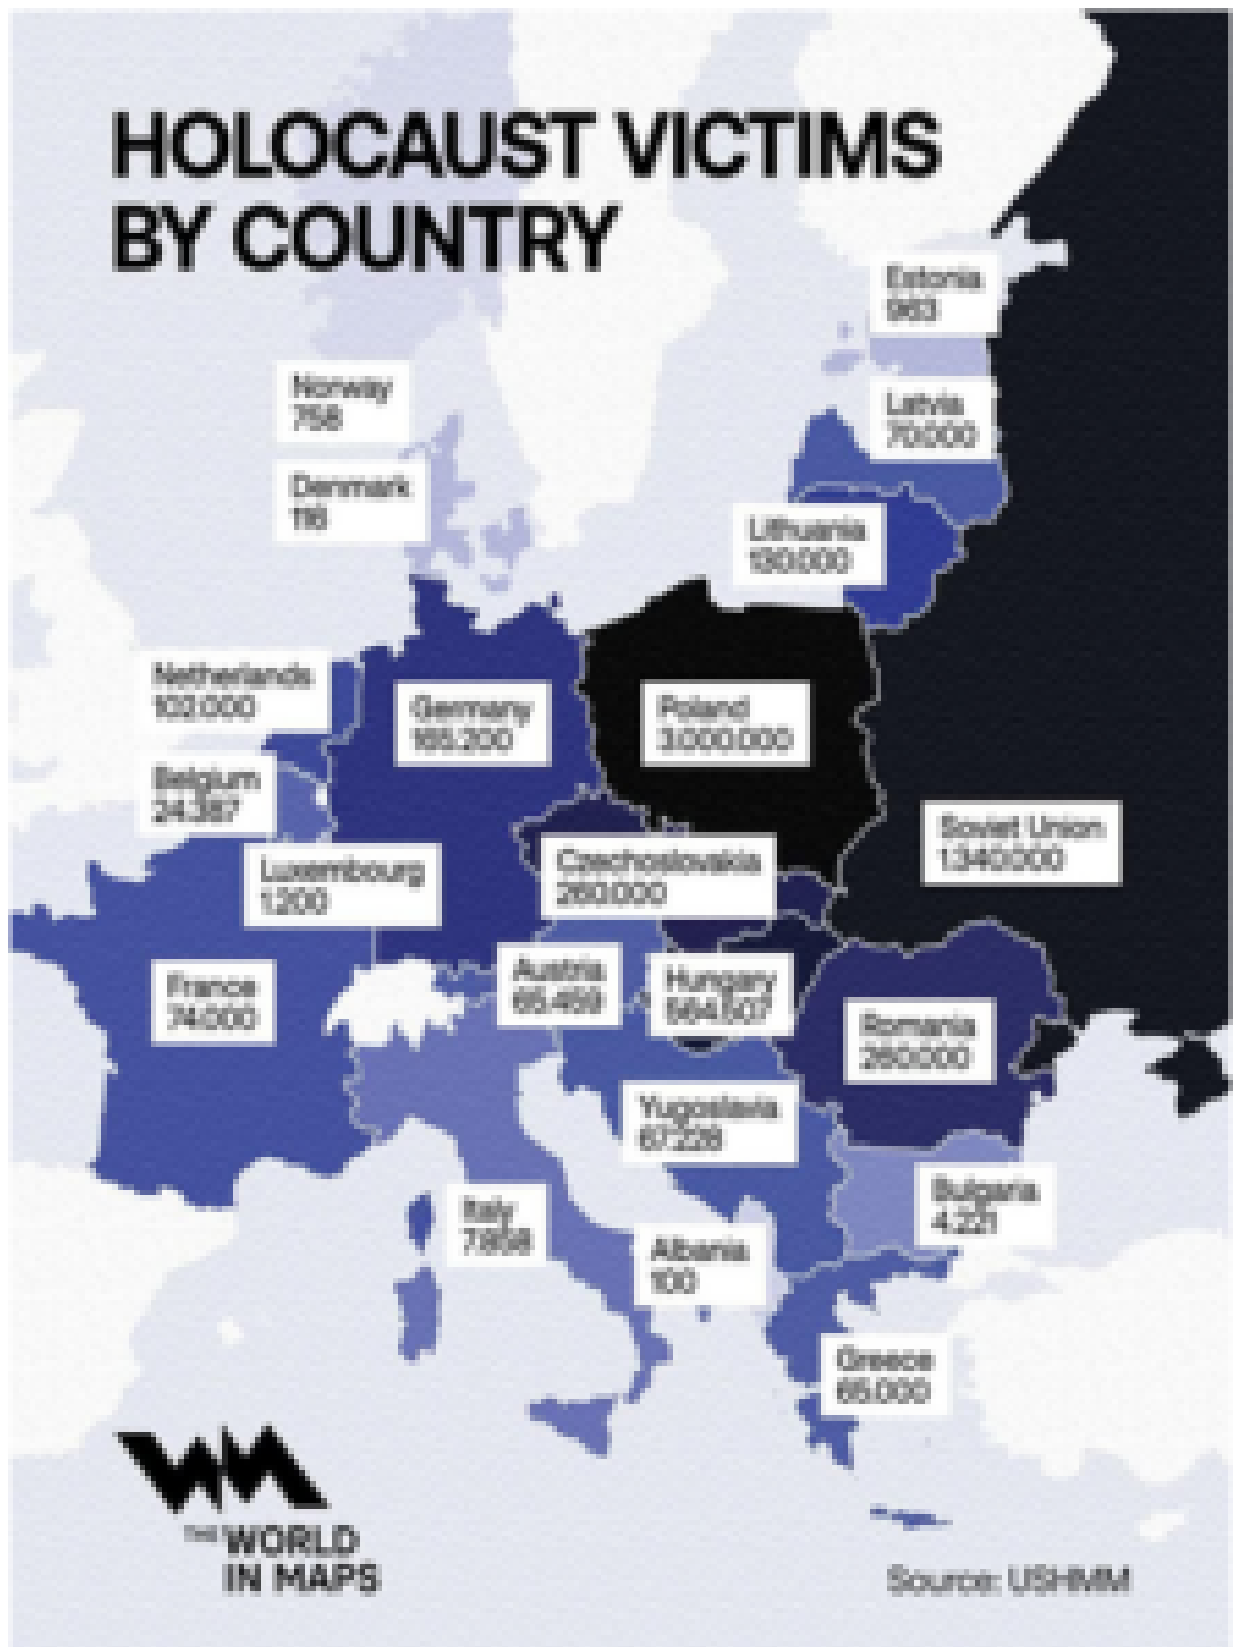 HOLOCAUST VICTIMS
BY COUNTRY
Estonia
963
Norway
758
Latvia
70.000
Denmark
116
Lithuania
130.000
Netherlands
102.000
Germany
165.200
Poland
3.000.000
Belgium
24.387
Soviet Union
1.340.000
Luxembourg
1.200
Czechoslovakia
260.000
France
74.000
Austria
65.459
Hungary
564.507
Romania
260.000
Yugoslavia
67.228
Bulgaria
4.221
Italy
7.858
Albania
100
Greece
65.000
WM
THE WORLD
IN MAPS
Source: USHMM